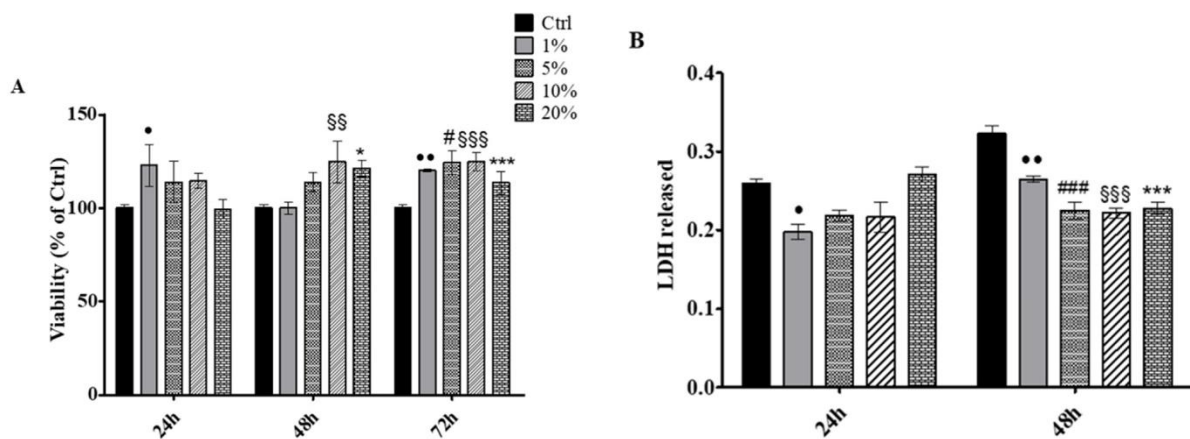 Ctrl
1%
5%
10%
20%
A
Viability (% of Ctrl)
150
100
50
0
•
§§
*
••
#
§§§
***
24h
48h
72h
B
LDH released
0.4
0.3
0.2
0.1
0.0
•
••
###
§§§
***
24h
48h